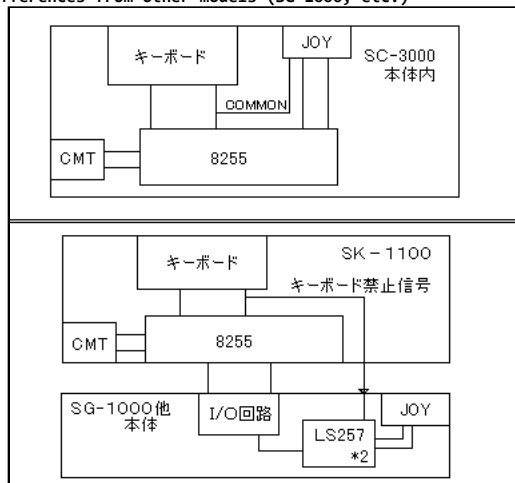 differences from other models (SG-1000, etc.)
キーボード
JOY
SC-3000
本体内
COMMON
CMT
8255
SK-1100
キーボード
キーボード禁止信号
CMT
8255
SG-1000他
本体
I/O回路
JOY
LS257
*2